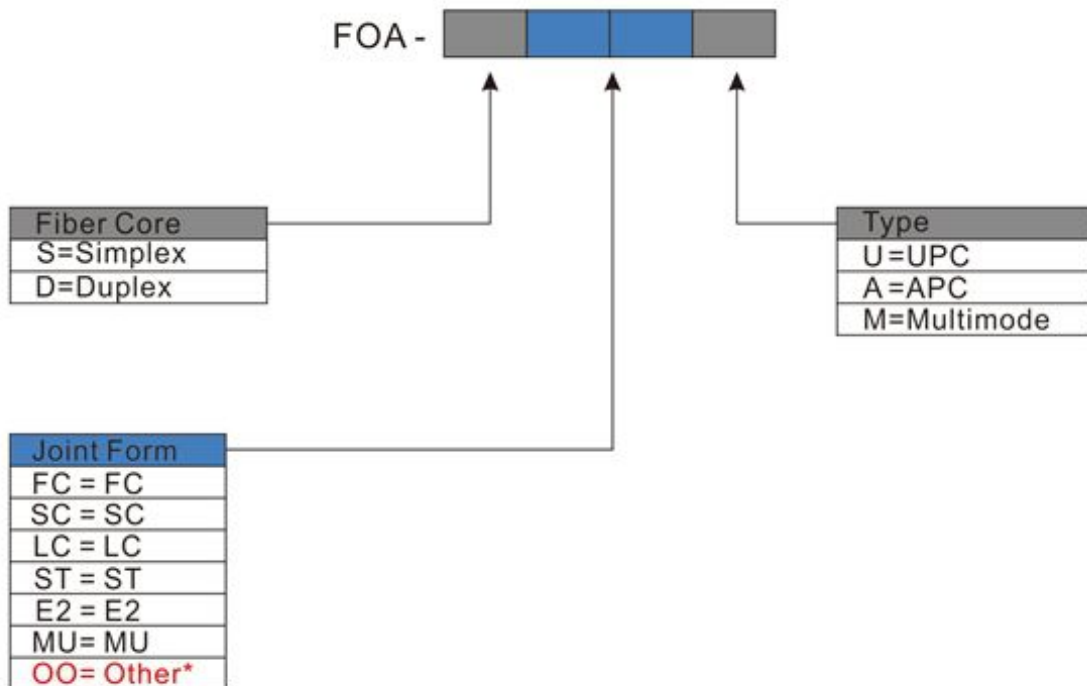 FOA -
Fiber Core
S=Simplex
D=Duplex
Type
U=UPC
A=APC
M=Multimode
Joint Form
FC = FC
SC = SC
LC = LC
ST = ST
E2 = E2
MU= MU
OO= Other*